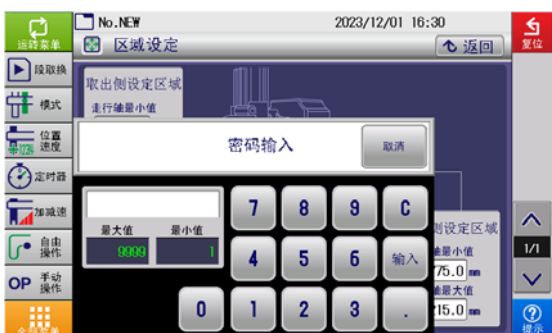 No.NEW
2023/12/01 16:30
运转菜单
区域设定
返回
复位
段取换
取出侧设定区域
走行轴最小值
模式
位置
速度
密码输入
取消
定时器
加减速
最大值
最小值
9999
1
7
8
9
C
4
5
6
输入
0
1
2
3
.
则设定区域
由最小值
75.0 mm
由最大值
15.0 mm
1/1
自由
操作
OP
手动
操作
提示